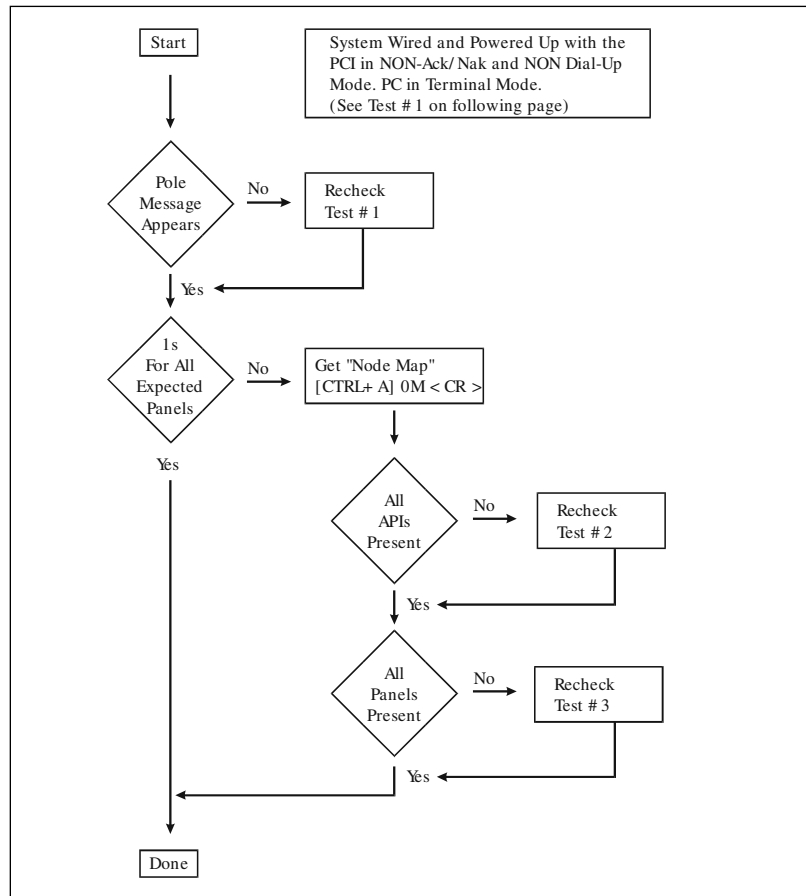 Start
System Wired and Powered Up with the
PCI in NON-Ack/Nak and NON Dial-Up
Mode. PC in Terminal Mode.
(See Test #1 on following page)
Pole
Message
Appears
No
Recheck
Test #1
Yes
1s
For All
Expected
Panels
No
Get "Node Map"
[CTRL+A] 0M <CR>
Yes
All
APIs
Present
No
Recheck
Test #2
Yes
All
Panels
Present
No
Recheck
Test #3
Yes
Done